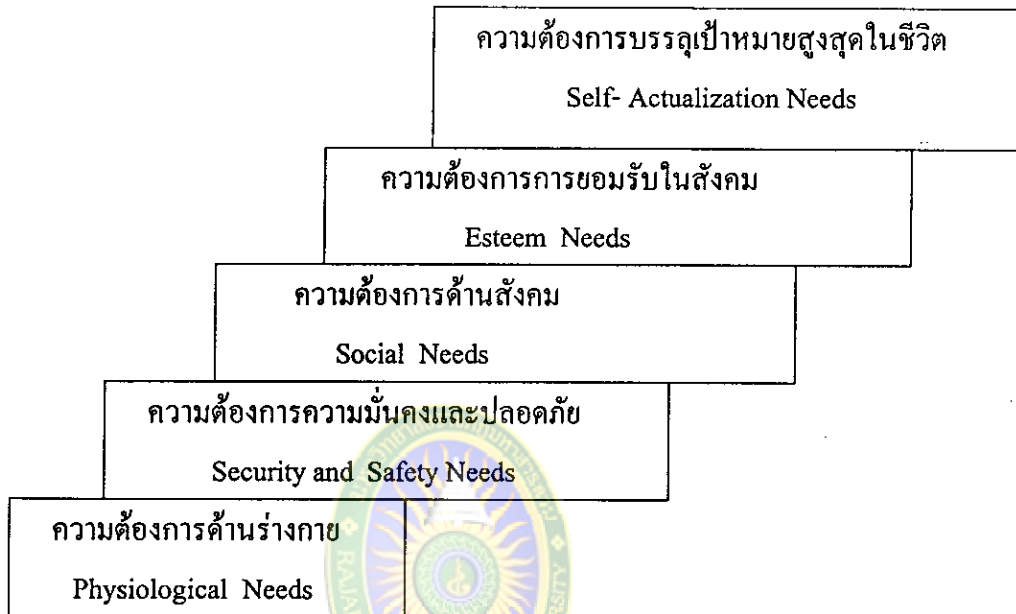 ความต้องการบรรลุเป้าหมายสูงสุดในชีวิต
Self- Actualization Needs
ความต้องการการยอมรับในสังคม
Esteem Needs
ความต้องการด้านสังคม
Social Needs
ความต้องการความมั่นคงและปลอดภัย
Security and Safety Needs
ความต้องการด้านร่างกาย
Physiological Needs